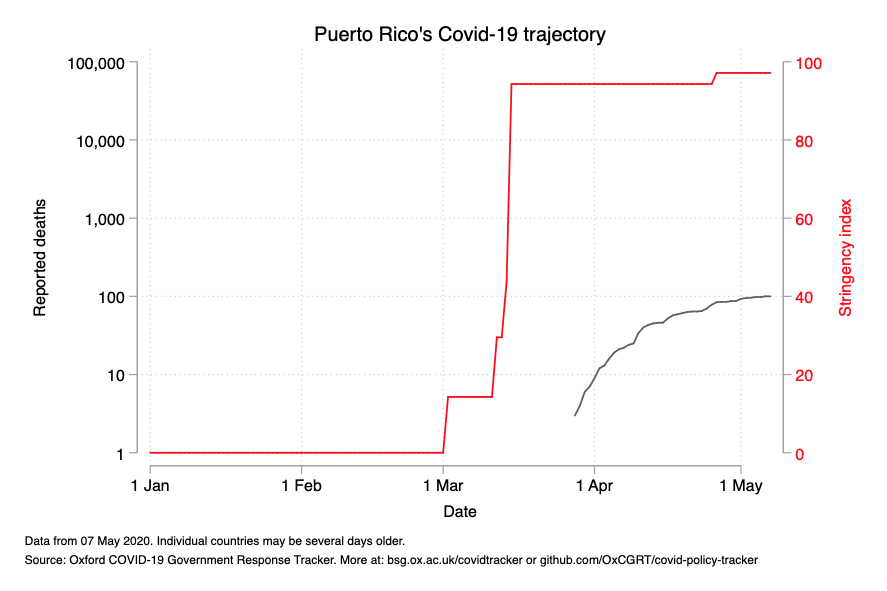 Puerto Rico's Covid-19 trajectory
100,000
10,000
1,000
100
10
1
Reported deaths
100
80
60
40
20
0
Stringency index
1 Jan
1 Feb
1 Mar
1 Apr
1 May
Date
Data from 07 May 2020. Individual countries may be several days older.
Source: Oxford COVID-19 Government Response Tracker. More at: bsg.ox.ac.uk/covidtracker or github.com/OxCGRT/covid-policy-tracker